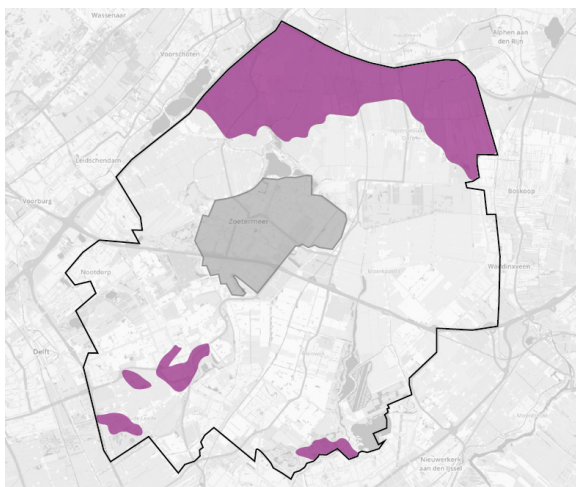 Wassenaar
Alphen aan
den Rijn
Voorschoten
Leidschendam
Boskoop
Voorburg
Zoetermeer
Nootdorp
Waddinxveen
Delft
Nieuwerkerk
aan den IJssel